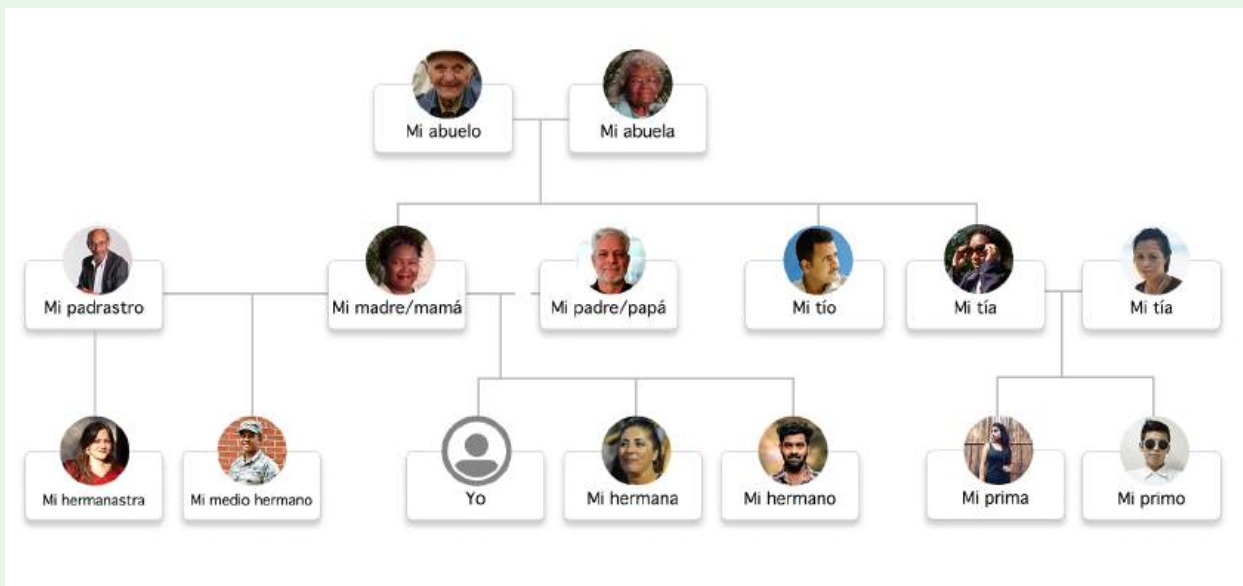 Mi abuelo
Mi abuela
Mi padrastro
Mi madre/mamá
Mi padre/papá
Mi tío
Mi tía
Mi tía
Mi hermanastra
Mi medio hermano
Yo
Mi hermana
Mi hermano
Mi prima
Mi primo